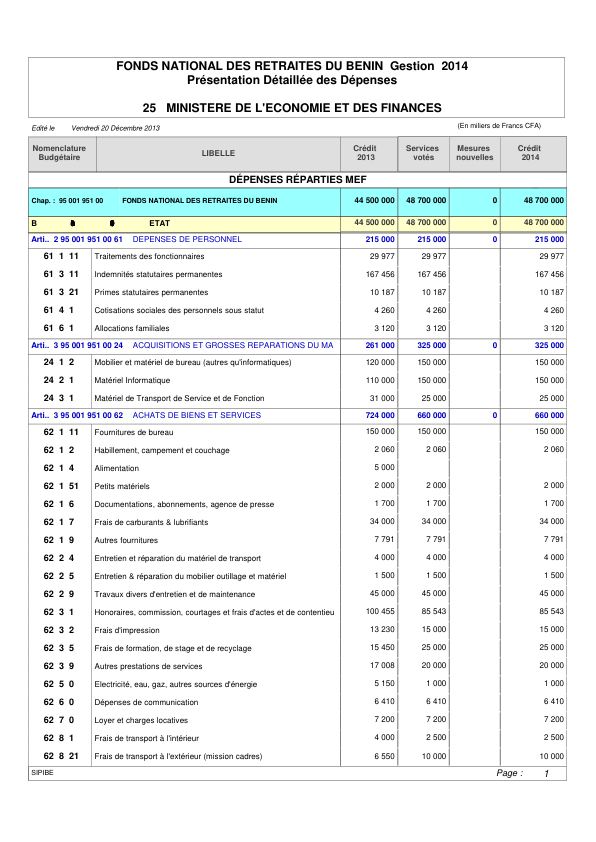 FONDS NATIONAL DES RETRAITES DU BENIN Gestion 2014
Présentation Détaillée des Dépenses
25 MINISTERE DE L'ECONOMIE ET DES FINANCES
Edité le Vendredi 20 Décembre 2013 (En miliers de Francs CFA)
Nomenclature Budgétaire LIBELLE Crédit 2013 Services votés Mesures nouvelles Crédit 2014
DÉPENSES RÉPARTIES MEF
Chap. : 95 001 951 00 FONDS NATIONAL DES RETRAITES DU BENIN 44 500 000 48 700 000 0 48 700 000
B ETAT 44 500 000 48 700 000 0 48 700 000
Arti.. 2 95 001 951 00 61 DEPENSES DE PERSONNEL 215 000 215 000 0 215 000
61 1 11 Traitements des fonctionnaires 29 977 29 977 29 977
61 3 11 Indemnités statutaires permanentes 167 456 167 456 167 456
61 3 21 Primes statutaires permanentes 10 187 10 187 10 187
61 4 1 Cotisations sociales des personnels sous statut 4 260 4 260 4 260
61 6 1 Allocations familiales 3 120 3 120 3 120
Arti.. 3 95 001 951 00 24 ACQUISITIONS ET GROSSES REPARATIONS DU MA 261 000 325 000 0 325 000
24 1 2 Mobilier et matériel de bureau (autres qu'informatiques) 120 000 150 000 150 000
24 2 1 Matériel Informatique 110 000 150 000 150 000
24 3 1 Matériel de Transport de Service et de Fonction 31 000 25 000 25 000
Arti.. 3 95 001 951 00 62 ACHATS DE BIENS ET SERVICES 724 000 660 000 0 660 000
62 1 11 Fournitures de bureau 150 000 150 000 150 000
62 1 2 Habillement, campement et couchage 2 060 2 060 2 060
62 1 4 Alimentation 5 000
62 1 51 Petits matériels 2 000 2 000 2 000
62 1 6 Documentations, abonnements, agence de presse 1 700 1 700 1 700
62 1 7 Frais de carburants & lubrifiants 34 000 34 000 34 000
62 1 9 Autres fournitures 7 791 7 791 7 791
62 2 4 Entretien et réparation du matériel de transport 4 000 4 000 4 000
62 2 5 Entretien & réparation du mobilier outillage et matériel 1 500 1 500 1 500
62 2 9 Travaux divers d'entretien et de maintenance 45 000 45 000 45 000
62 3 1 Honoraires, commission, courtages et frais d'actes et de contentieu 100 455 85 543 85 543
62 3 2 Frais d'impression 13 230 15 000 15 000
62 3 5 Frais de formation, de stage et de recyclage 15 450 25 000 25 000
62 3 9 Autres prestations de services 17 008 20 000 20 000
62 5 0 Electricité, eau, gaz, autres sources d'énergie 5 150 1 000 1 000
62 6 0 Dépenses de communication 6 410 6 410 6 410
62 7 0 Loyer et charges locatives 7 200 7 200 7 200
62 8 1 Frais de transport à l'intérieur 4 000 2 500 2 500
62 8 21 Frais de transport à l'extérieur (mission cadres) 6 550 10 000 10 000
SIPIBE Page : 1